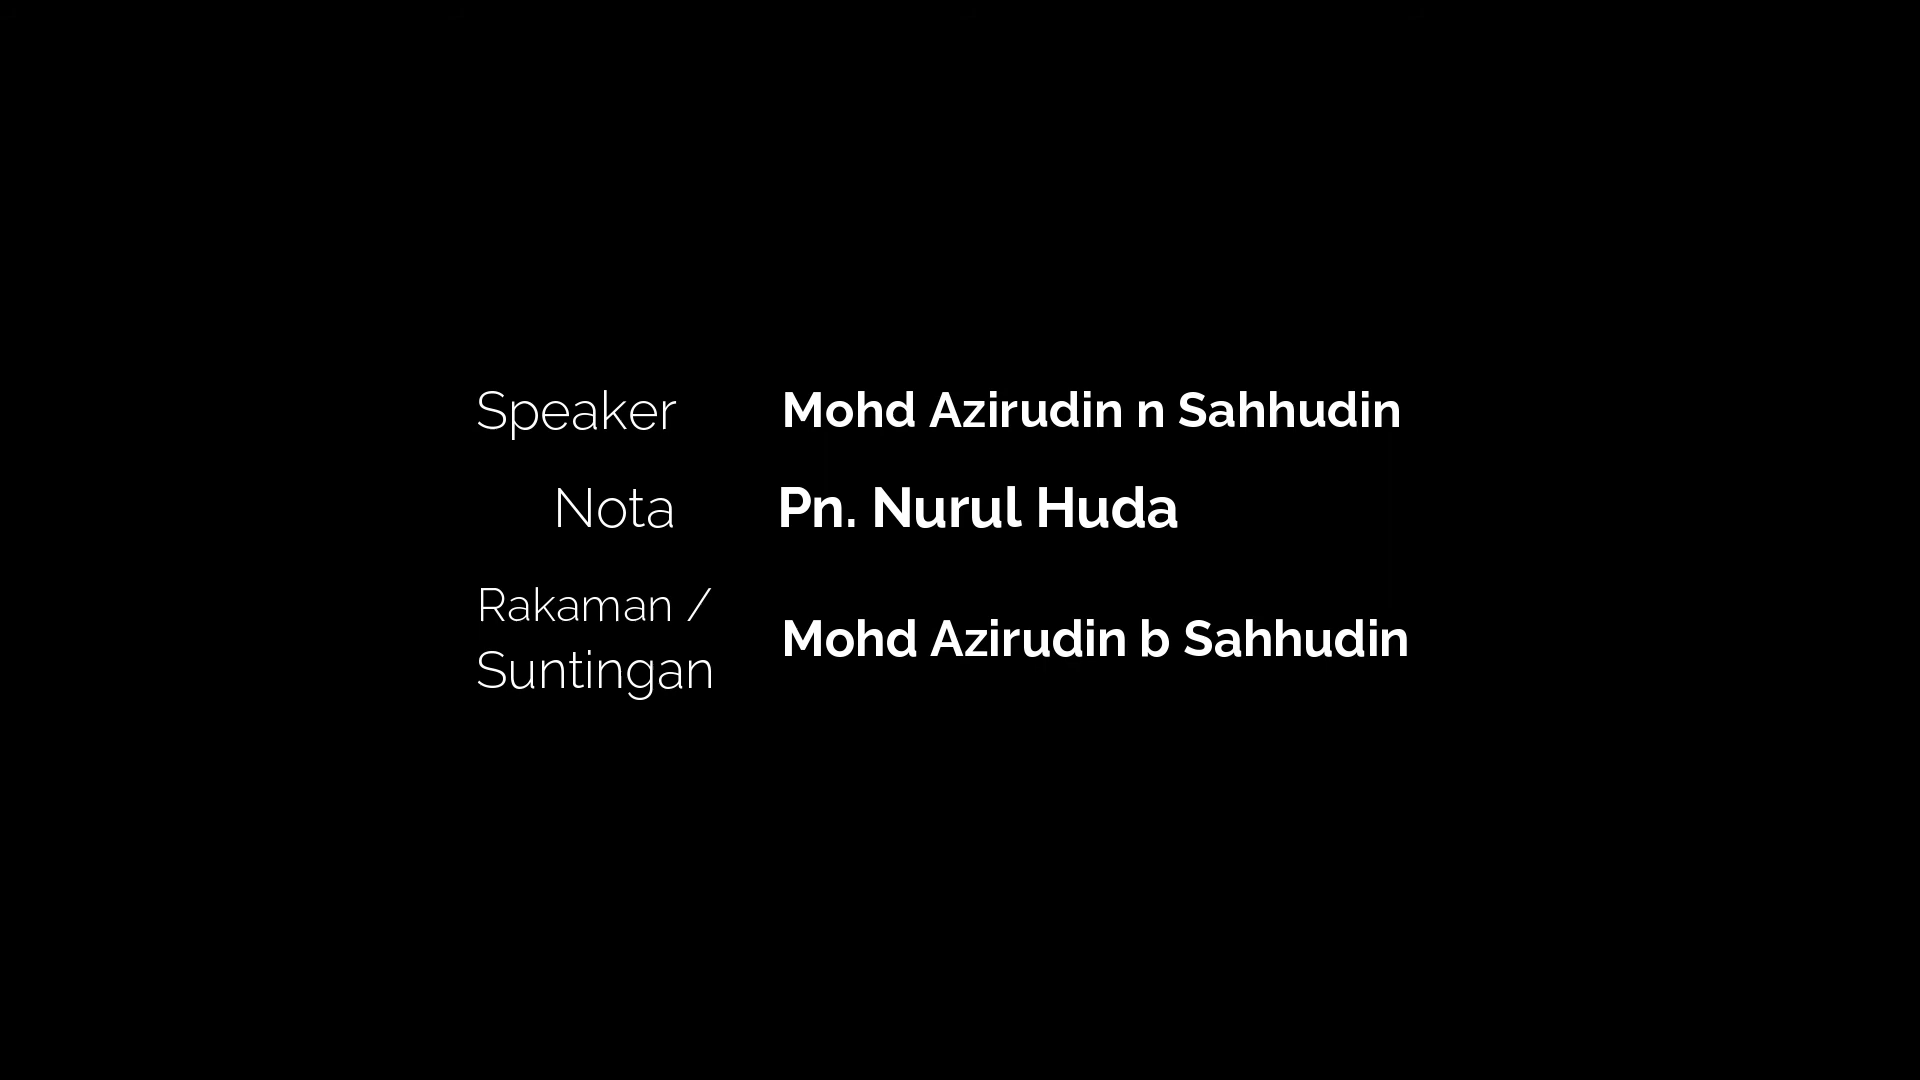 Speaker Mohd Azirudin n Sahhudin
Nota Pn. Nurul Huda
Rakaman /
Suntingan
Mohd Azirudin b Sahhudin